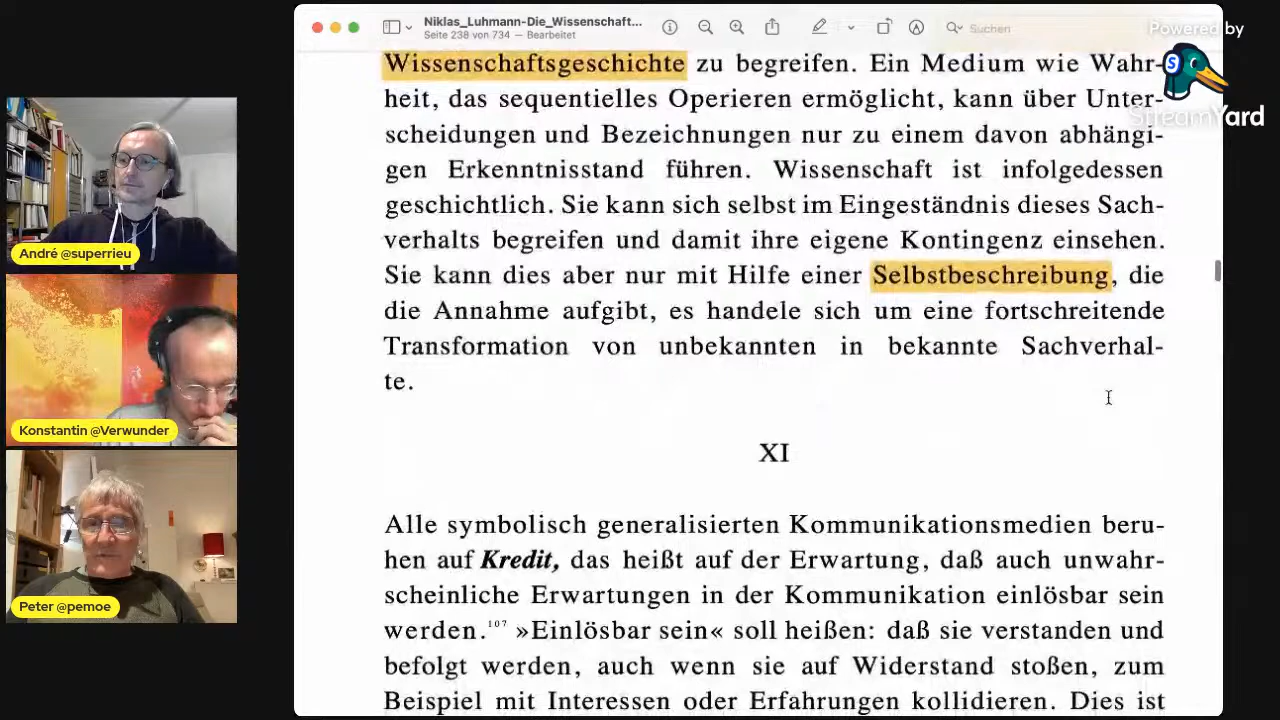 Niklas_Luhmann-Die_Wissenschaft...
Seite 238 von 734 – Bearbeitet
Suchen
Powered by
S
StreamYard
Wissenschaftsgeschichte zu begreifen. Ein Medium wie Wahr-
heit, das sequentielles Operieren ermöglicht, kann über Unter-
scheidungen und Bezeichnungen nur zu einem davon abhängi-
gen Erkenntnisstand führen. Wissenschaft ist infolgedessen
geschichtlich. Sie kann sich selbst im Eingeständnis dieses Sach-
verhalts begreifen und damit ihre eigene Kontingenz einsehen.
Sie kann dies aber nur mit Hilfe einer Selbstbeschreibung, die
die Annahme aufgibt, es handele sich um eine fortschreitende
Transformation von unbekannten in bekannte Sachverhal-
te.
XI
Alle symbolisch generalisierten Kommunikationsmedien beru-
hen auf Kredit, das heißt auf der Erwartung, daß auch unwahr-
scheinliche Erwartungen in der Kommunikation einlösbar sein
werden.107 »Einlösbar sein« soll heißen: daß sie verstanden und
befolgt werden, auch wenn sie auf Widerstand stoßen, zum
Beispiel mit Interessen oder Erfahrungen kollidieren. Dies ist
André @superrieu
Konstantin @Verwunder
Peter @pemoe